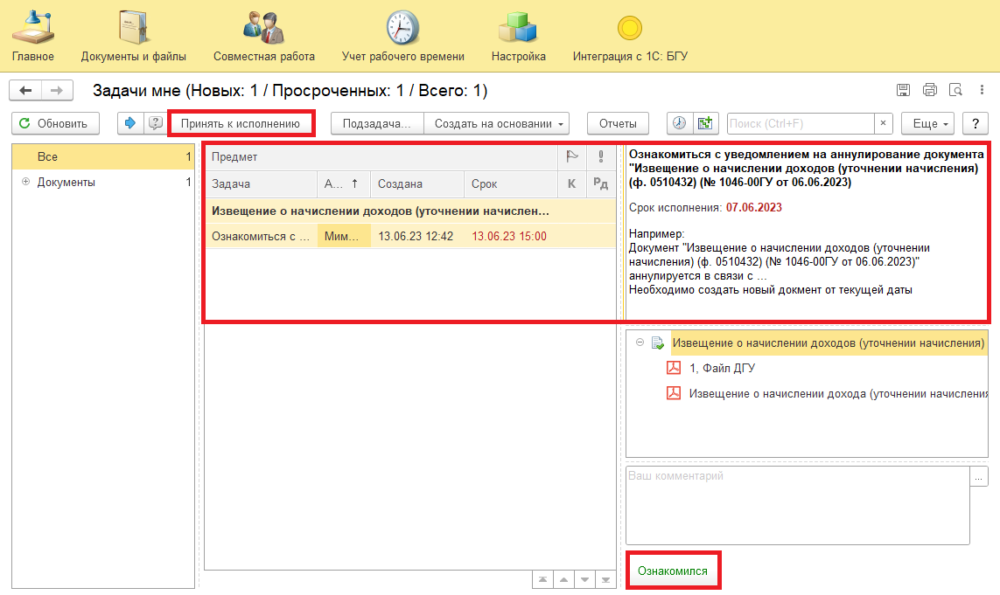 Главное
Документы и файлы
Совместная работа
Учет рабочего времени
Настройка
Интеграция с 1С: БГУ
Задачи мне (Новых: 1 / Просроченных: 1 / Всего: 1)
Обновить
Принять к исполнению
Подзадача...
Создать на основании
Отчеты
Поиск (Ctrl+F)
×
Еще
?
Все 1
Документы 1
Предмет
Задача А... ↑ Создана Срок К Рд
Извещение о начислении доходов (уточнении начислен...
Ознакомиться с ... Мим... 13.06.23 12:42 13.06.23 15:00
Ознакомиться с уведомлением на аннулирование документа
"Извещение о начислении доходов (уточнении начисления)
(ф. 0510432) (№ 1046-00ГУ от 06.06.2023)
Срок исполнения: 07.06.2023
Например:
Документ "Извещение о начислении доходов (уточнении
начисления) (ф. 0510432) (№ 1046-00ГУ от 06.06.2023)"
аннулируется в связи с ...
Необходимо создать новый докмент от текущей даты
Извещение о начислении доходов (уточнении начисления)
1, Файл ДГУ
Извещение о начислении дохода (уточнении начисления
Ваш комментарий
...
Ознакомился